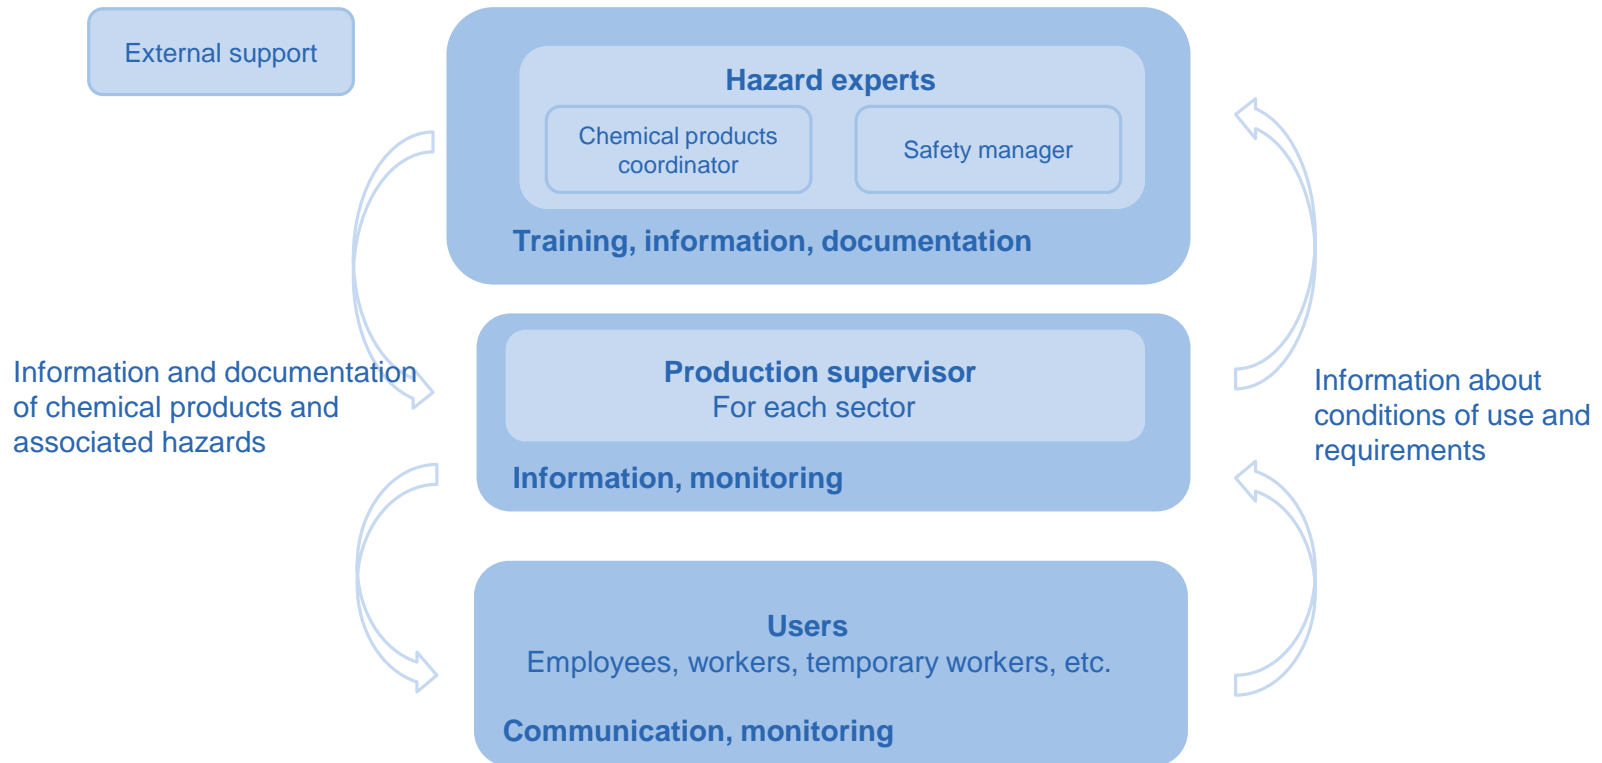 External support
Hazard experts
Chemical products
coordinator
Safety manager
Training, information, documentation
Information and documentation
of chemical products and
associated hazards
Production supervisor
For each sector
Information, monitoring
Information about
conditions of use and
requirements
Users
Employees, workers, temporary workers, etc.
Communication, monitoring